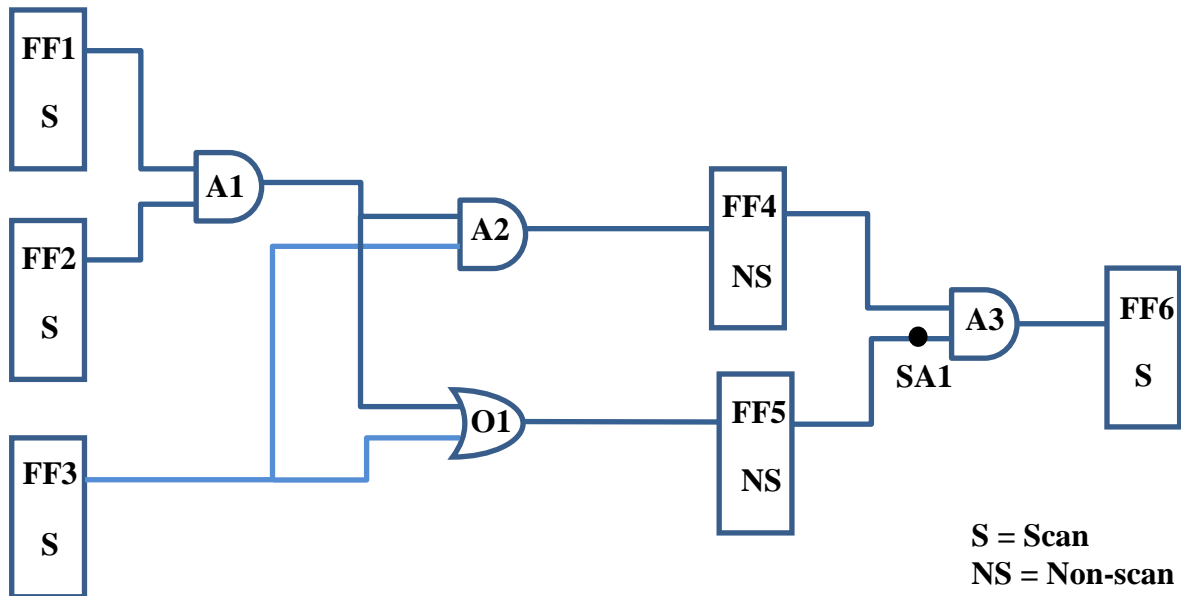 FF1
S
A1
FF2
S
A2
FF4
NS
A3
FF6
S
SA1
O1
FF5
NS
FF3
S
S = Scan
NS = Non-scan